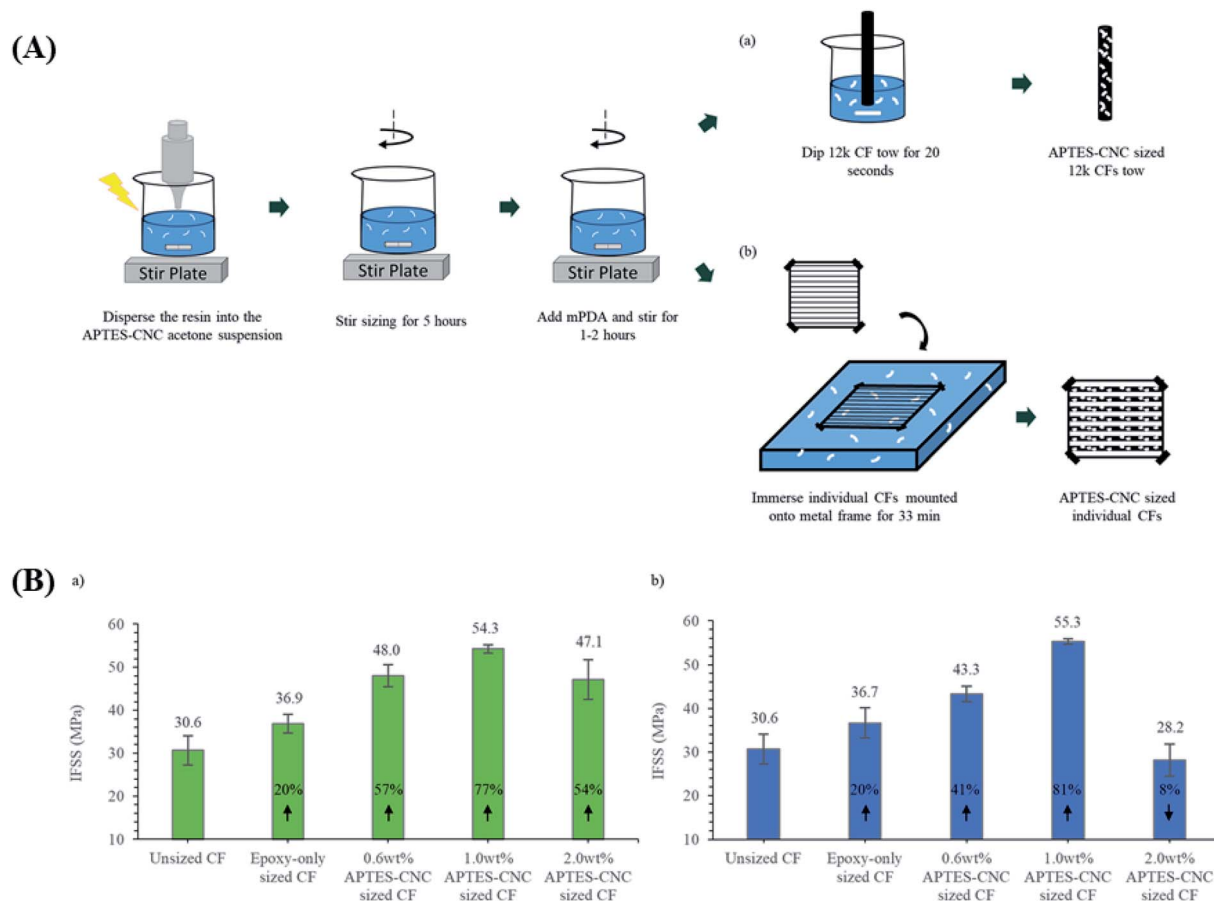 (A)
(a)
Dip 12k CF tow for 20
seconds
APTES-CNC sized
12k CFs tow
Stir Plate
Stir Plate
Stir Plate
Disperse the resin into the
APTES-CNC acetone suspension
Stir sizing for 5 hours
Add mPDA and stir for
1-2 hours
(b)
Immerse individual CFs mounted
onto metal frame for 33 min
APTES-CNC sized
individual CFs
(B)
a)
IFSS (MPa)
60
50
40
30
20
10
30.6
36.9
48.0
54.3
47.1
20%
57%
77%
54%
Unsized CF
Epoxy-only
sized CF
0.6wt%
APTES-CNC
sized CF
1.0wt%
APTES-CNC
sized CF
2.0wt%
APTES-CNC
sized CF
b)
IFSS (MPa)
60
50
40
30
20
10
30.6
36.7
43.3
55.3
28.2
20%
41%
81%
8%
Unsized CF
Epoxy-only
sized CF
0.6wt%
APTES-CNC
sized CF
1.0wt%
APTES-CNC
sized CF
2.0wt%
APTES-CNC
sized CF